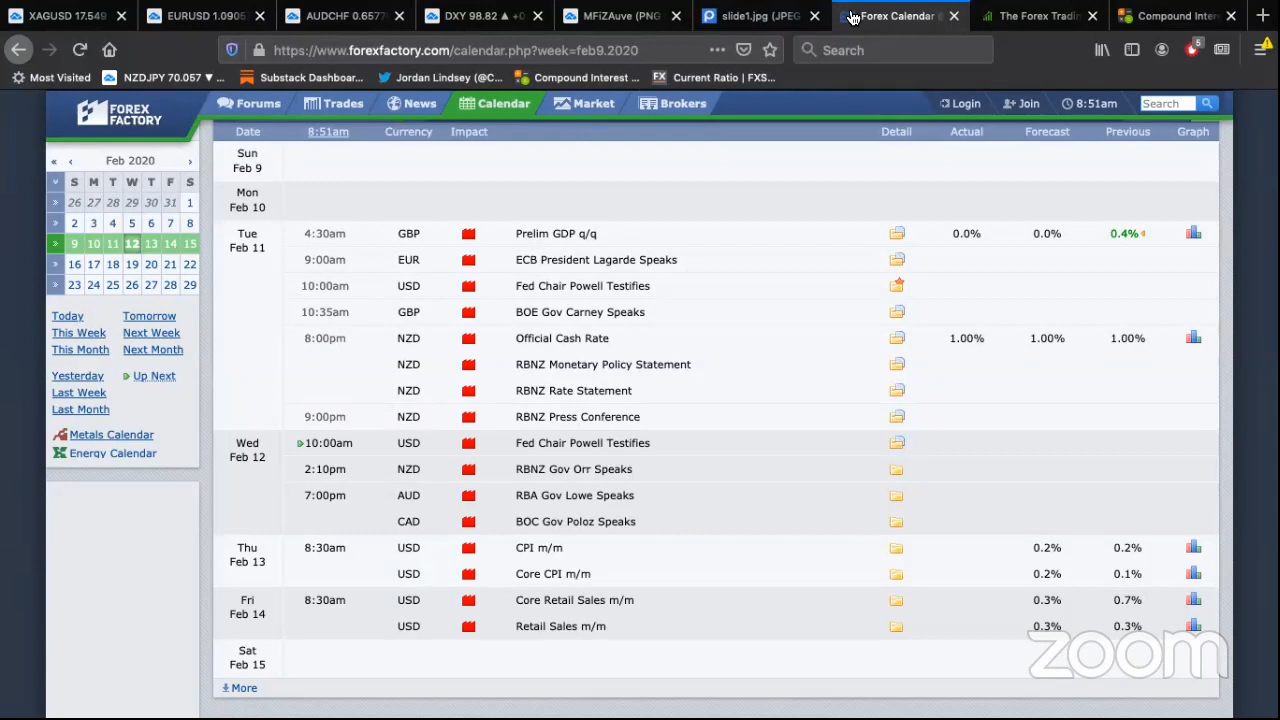 XAGUSD 17.549
EURUSD 1.0905
AUDCHF 0.6577
DXY 98.82 ▲ +0
MFiZAuve (PNG
slide1.jpg (JPEG
Forex Calendar
The Forex Tradin
Compound Inter
https://www.forexfactory.com/calendar.php?week=feb9.2020
Search
5
Most Visited
NZDJPY 70.057 ▼ ...
Substack Dashboar...
Jordan Lindsey (@C...
Compound Interest ...
FX Current Ratio | FXS...
FOREX FACTORY
Forums
Trades
News
Calendar
Market
Brokers
Login
Join
8:51am
Search
« ‹ Feb 2020 ›
S M T W T F S
26 27 28 29 30 31 1
2 3 4 5 6 7 8
9 10 11 12 13 14 15
16 17 18 19 20 21 22
23 24 25 26 27 28 29
Today Tomorrow
This Week Next Week
This Month Next Month
Yesterday Up Next
Last Week
Last Month
Metals Calendar
Energy Calendar
Date 8:51am Currency Impact Detail Actual Forecast Previous Graph
Sun
Feb 9
Mon
Feb 10
Tue
Feb 11
4:30am GBP Prelim GDP q/q 0.0% 0.0% 0.4%
9:00am EUR ECB President Lagarde Speaks
10:00am USD Fed Chair Powell Testifies
10:35am GBP BOE Gov Carney Speaks
8:00pm NZD Official Cash Rate 1.00% 1.00% 1.00%
NZD RBNZ Monetary Policy Statement
NZD RBNZ Rate Statement
9:00pm NZD RBNZ Press Conference
Wed
Feb 12
10:00am USD Fed Chair Powell Testifies
2:10pm NZD RBNZ Gov Orr Speaks
7:00pm AUD RBA Gov Lowe Speaks
CAD BOC Gov Poloz Speaks
Thu
Feb 13
8:30am USD CPI m/m 0.2% 0.2%
USD Core CPI m/m 0.2% 0.1%
Fri
Feb 14
8:30am USD Core Retail Sales m/m 0.3% 0.7%
USD Retail Sales m/m 0.3% 0.3%
Sat
Feb 15
More
zoom